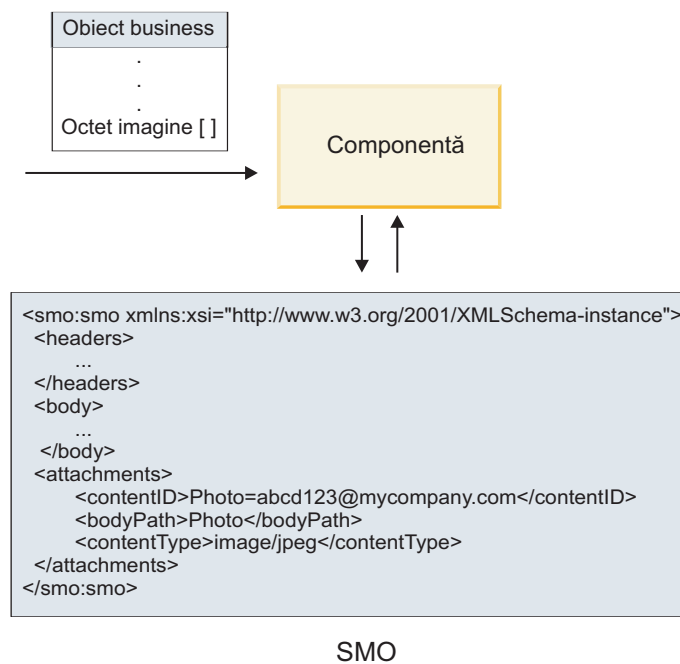 Obiect business
.
.
.
Octet imagine [ ]
Componentă
<smo:smo xmlns:xsi="http://www.w3.org/2001/XMLSchema-instance">
<headers>
...
</headers>
<body>
...
</body>
<attachments>
<contentID>Photo=abcd123@mycompany.com</contentID>
<bodyPath>Photo</bodyPath>
<contentType>image/jpeg</contentType>
</attachments>
</smo:smo>
SMO